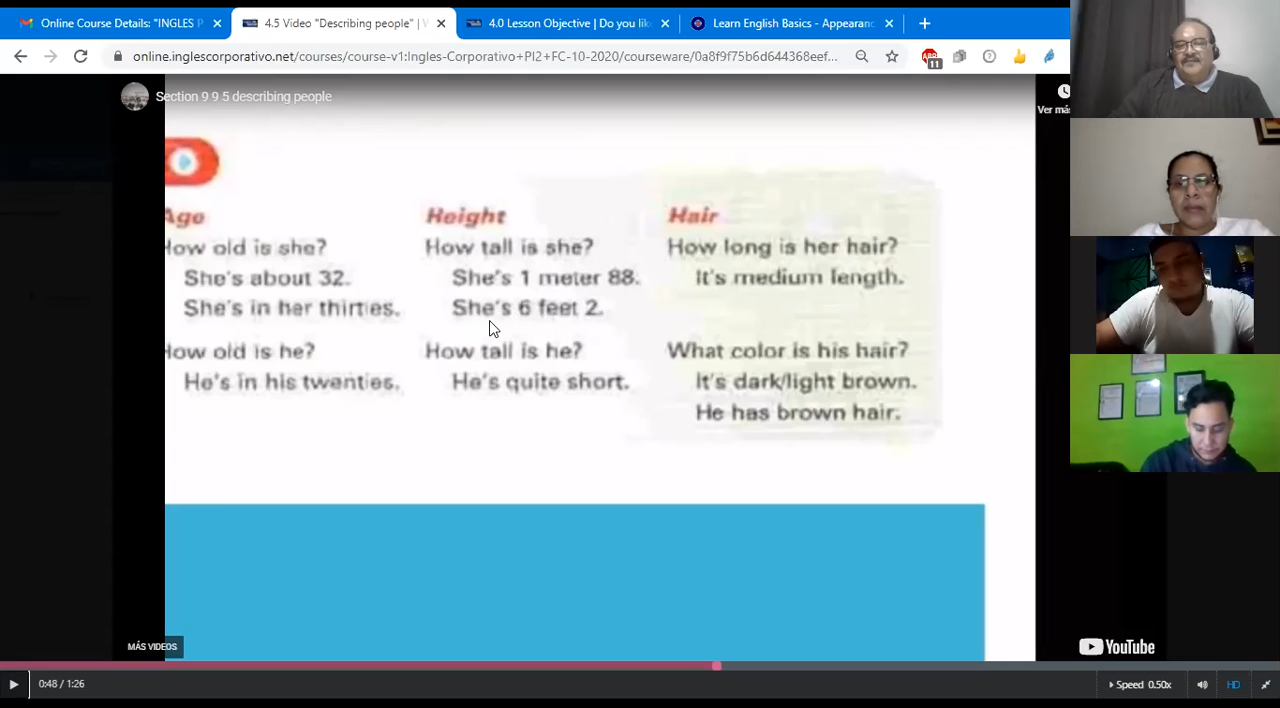 Online Course Details: "INGLES P
4.5 Video "Describing people" | V
4.0 Lesson Objective | Do you lik
Learn English Basics - Appearanc
online.inglescorporativo.net/courses/course-v1:Ingles-Corporativo+PI2+FC-10-2020/courseware/0a8f9f75b6d644368eef...
11
Section 9 9 5 describing people
Ver más
Age
How old is she?
She's about 32.
She's in her thirties.
How old is he?
He's in his twenties.
Height
How tall is she?
She's 1 meter 88.
She's 6 feet 2.
How tall is he?
He's quite short.
Hair
How long is her hair?
It's medium length.
What color is his hair?
It's dark/light brown.
He has brown hair.
MÁS VIDEOS
YouTube
0:48 / 1:26
Speed 0.50x
HD